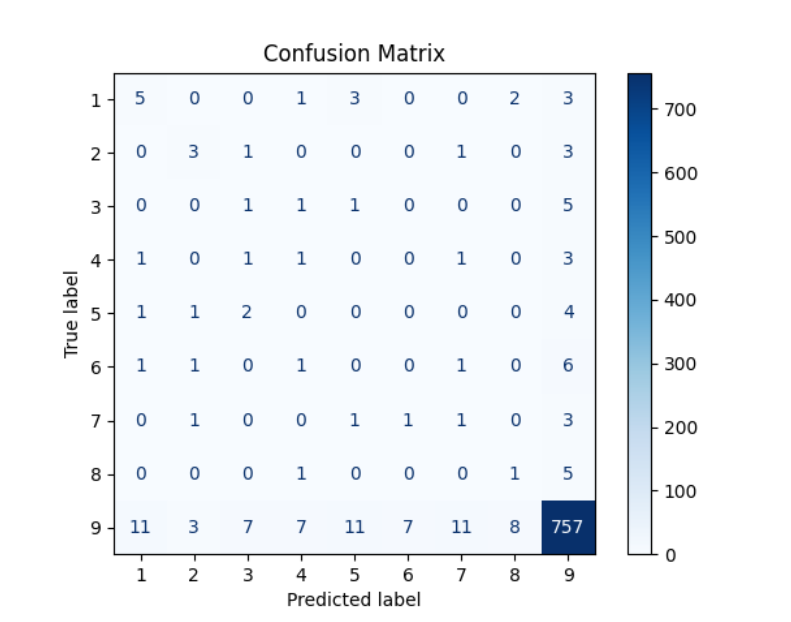 Confusion Matrix
1 5 0 0 1 3 0 0 2 3
2 0 3 1 0 0 0 1 0 3
3 0 0 1 1 1 0 0 0 5
4 1 0 1 1 0 0 1 0 3
5 1 1 2 0 0 0 0 0 4
6 1 1 0 1 0 0 1 0 6
7 0 1 0 0 1 1 1 0 3
8 0 0 0 1 0 0 0 1 5
9 11 3 7 7 11 7 11 8 757
1 2 3 4 5 6 7 8 9
Predicted label
True label
700
600
500
400
300
200
100
0